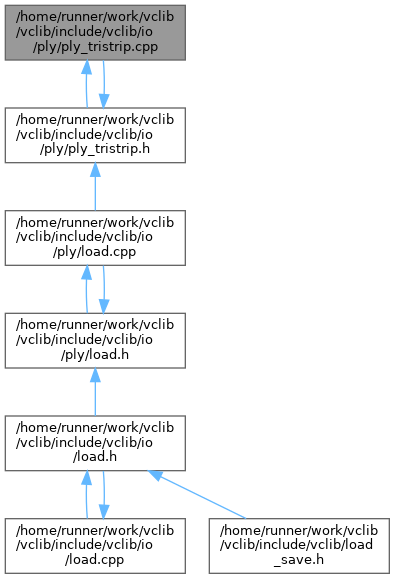 /home/runner/work/vclib
/vclib/include/vclib/io
/ply/ply_tristrip.cpp
/home/runner/work/vclib
/vclib/include/vclib/io
/ply/ply_tristrip.h
/home/runner/work/vclib
/vclib/include/vclib/io
/ply/load.cpp
/home/runner/work/vclib
/vclib/include/vclib/io
/ply/load.h
/home/runner/work/vclib
/vclib/include/vclib/io
/load.h
/home/runner/work/vclib
/vclib/include/vclib/io
/load.cpp
/home/runner/work/vclib
/vclib/include/vclib/load
_save.h